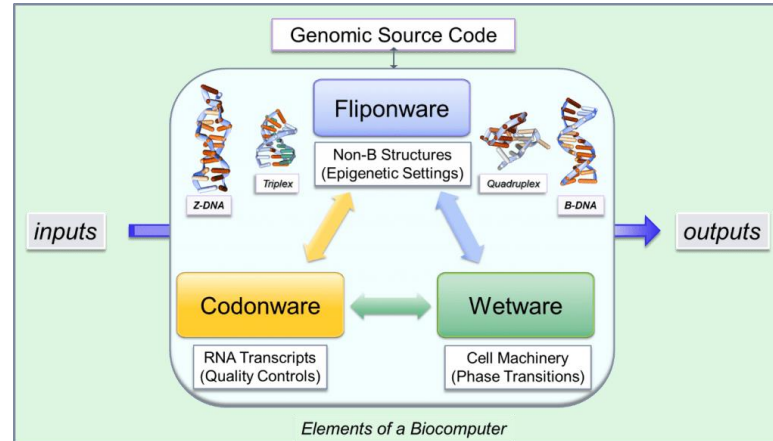 Genomic Source Code
Fliponware
Non-B Structures
(Epigenetic Settings)
Z-DNA
Triplex
Quadruplex
B-DNA
inputs
outputs
Codonware
Wetware
RNA Transcripts
(Quality Controls)
Cell Machinery
(Phase Transitions)
Elements of a Biocomputer